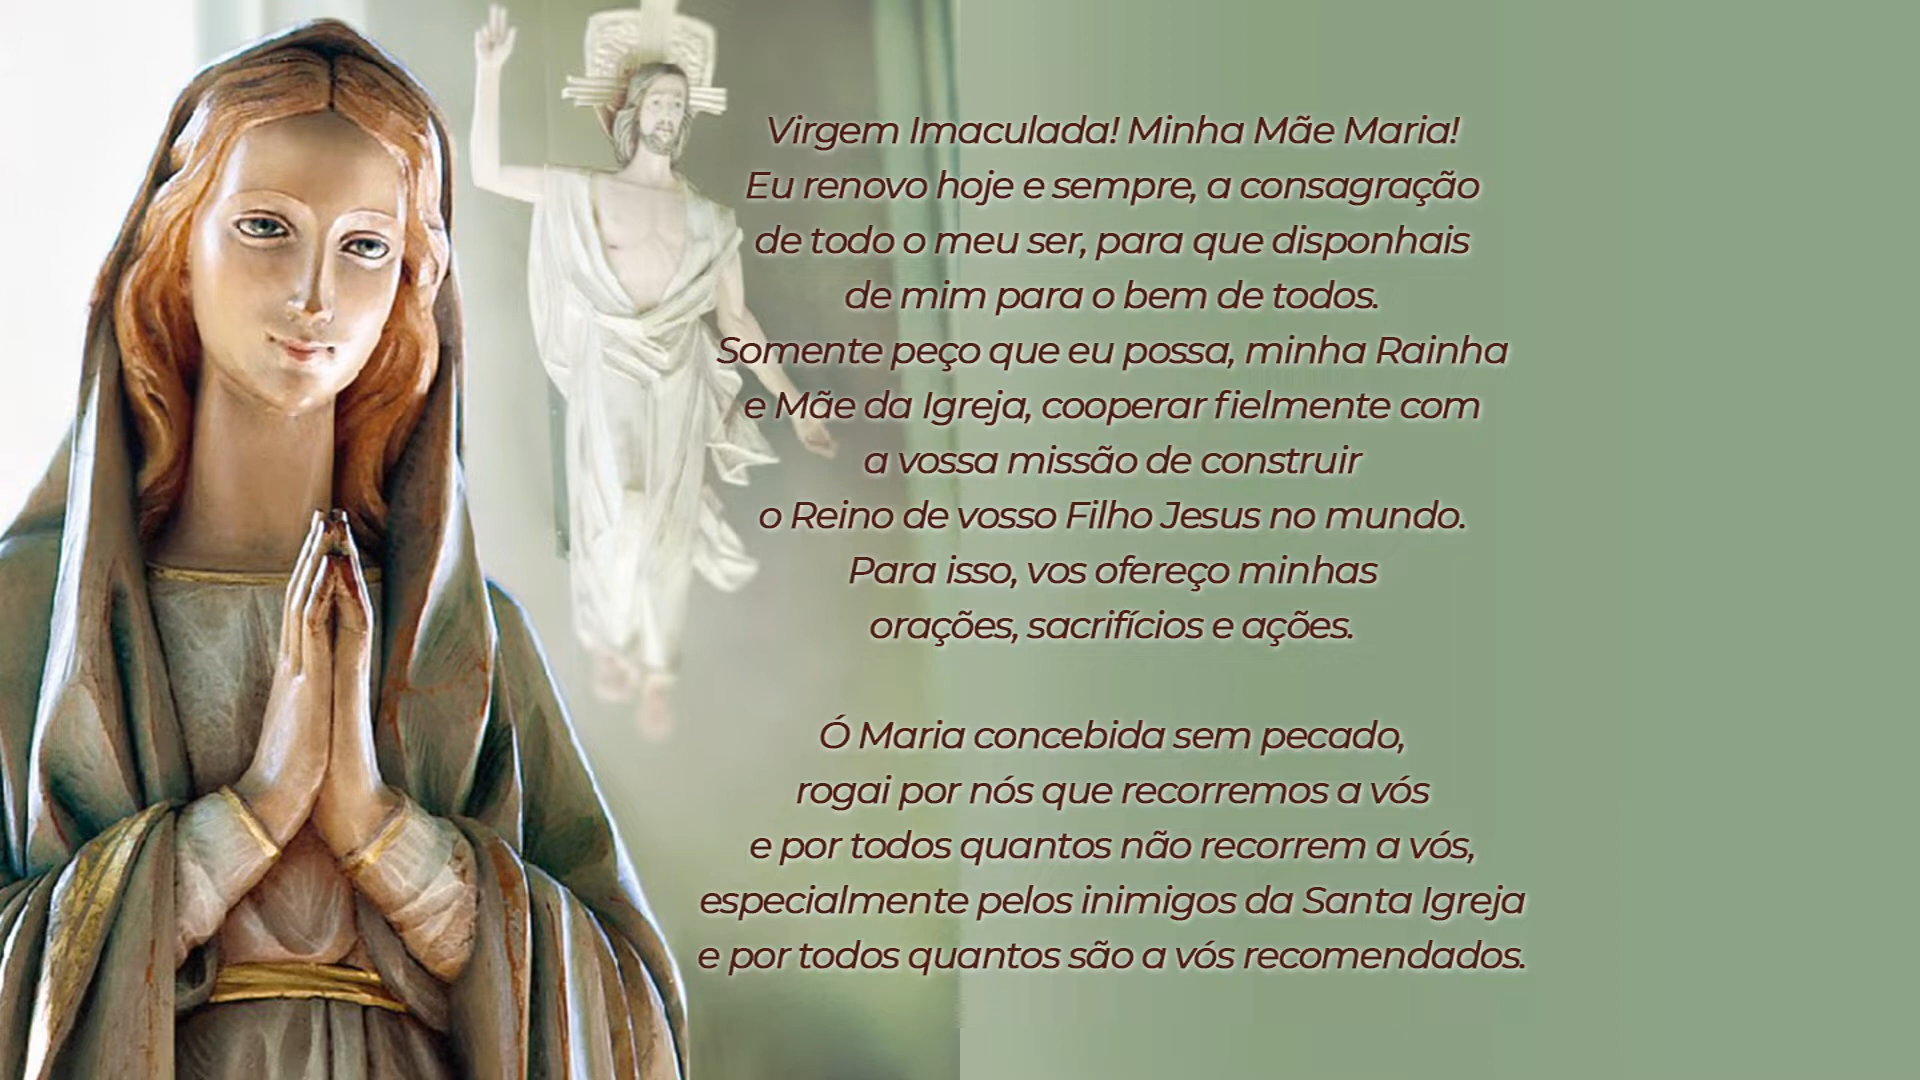 Virgem Imaculada! Minha Mãe Maria!
Eu renovo hoje e sempre, a consagração
de todo o meu ser, para que disponhais
de mim para o bem de todos.
Somente peço que eu possa, minha Rainha
e Mãe da Igreja, cooperar fielmente com
a vossa missão de construir
o Reino de vosso Filho Jesus no mundo.
Para isso, vos ofereço minhas
orações, sacrifícios e ações.
Ó Maria concebida sem pecado,
rogai por nós que recorremos a vós
e por todos quantos não recorrem a vós,
especialmente pelos inimigos da Santa Igreja
e por todos quantos são a vós recomendados.